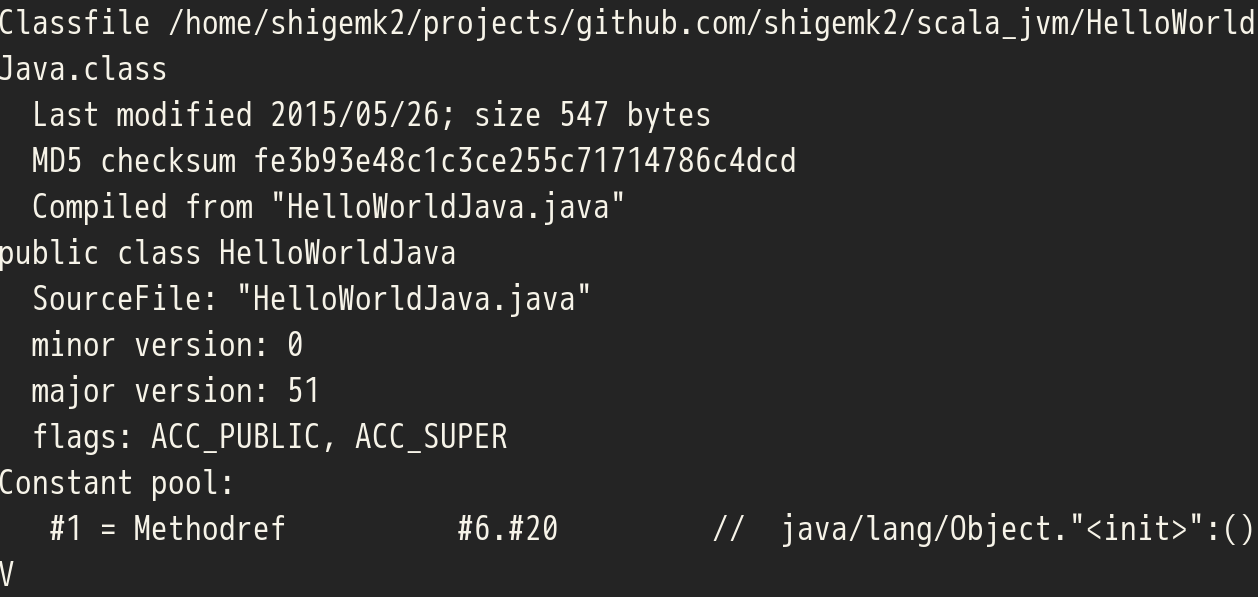 Classfile /home/shigemk2/projects/github.com/shigemk2/scala_jvm/HelloWorld
Java.class
  Last modified 2015/05/26; size 547 bytes
  MD5 checksum fe3b93e48c1c3ce255c71714786c4dcd
  Compiled from "HelloWorldJava.java"
public class HelloWorldJava
  SourceFile: "HelloWorldJava.java"
  minor version: 0
  major version: 51
  flags: ACC_PUBLIC, ACC_SUPER
Constant pool:
   #1 = Methodref          #6.#20         //  java/lang/Object."<init>":()
V